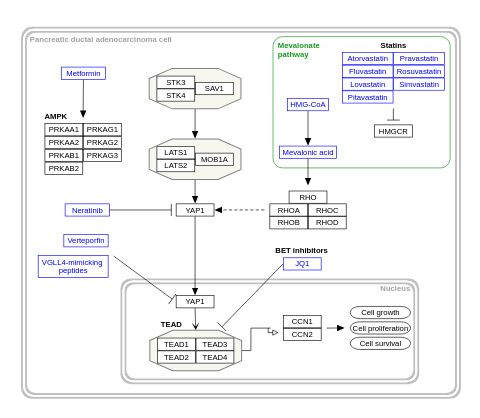 Pancreatic ductal adenocarcinoma cell
Mevalonate
pathway
Statins
Atorvastatin
Pravastatin
Fluvastatin
Rosuvastatin
Lovastatin
Simvastatin
Pitavastatin
HMGCR
HMG-CoA
Mevalonic acid
Metformin
AMPK
PRKAA1
PRKAG1
PRKAA2
PRKAG2
PRKAB1
PRKAG3
PRKAB2
STK3
STK4
SAV1
LATS1
LATS2
MOB1A
RHO
RHOA
RHOC
RHOB
RHOD
Neratinib
YAP1
Verteporfin
VGLL4-mimicking
peptides
BET inhibitors
JQ1
Nucleus
YAP1
TEAD
TEAD1
TEAD3
TEAD2
TEAD4
CCN1
CCN2
Cell growth
Cell proliferation
Cell survival